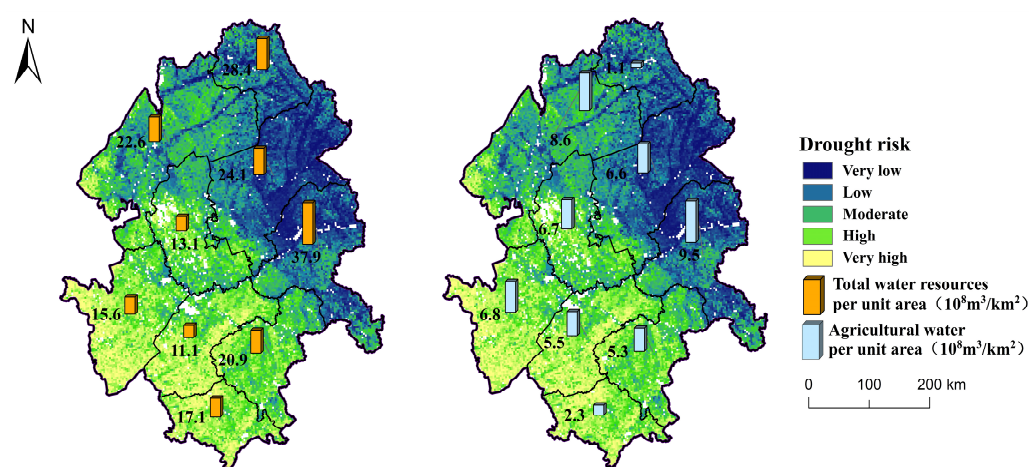 N
28.4
22.6
24.1
13.1
37.9
15.6
11.1
20.9
17.1
1.1
8.6
6.6
6.7
9.5
6.8
5.5
5.3
2.3
Drought risk
Very low
Low
Moderate
High
Very high
Total water resources
per unit area（10⁸m³/km²）
Agricultural water
per unit area（10⁸m³/km²）
0 100 200 km